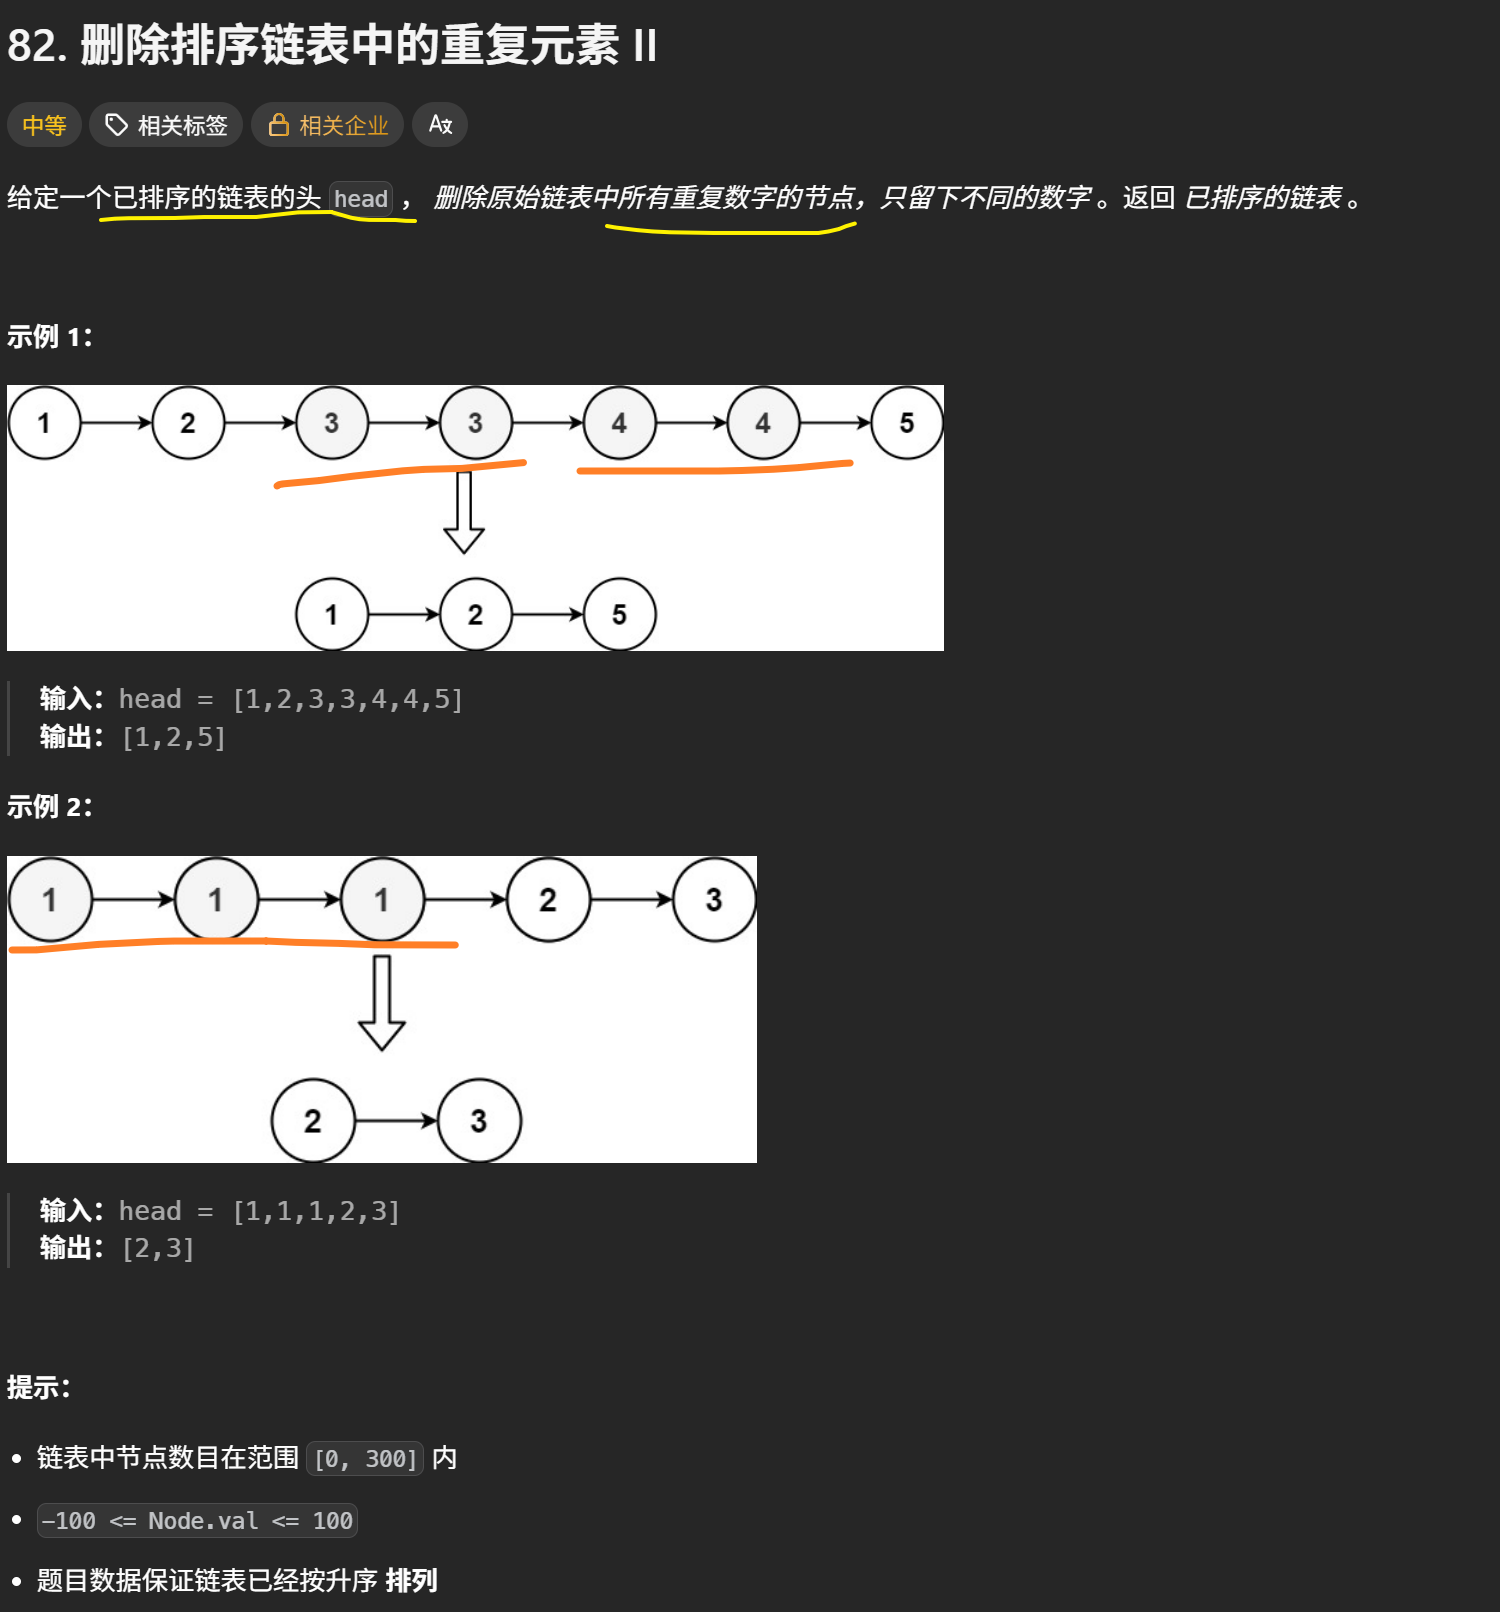 82. 删除排序链表中的重复元素 II
中等 相关标签 相关企业
给定一个已排序的链表的头 head ， 删除原始链表中所有重复数字的节点，只留下不同的数字 。返回 已排序的链表 。
示例 1：
1 2 3 3 4 4 5
1 2 5
输入：head = [1,2,3,3,4,4,5]
输出：[1,2,5]
示例 2：
1 1 1 2 3
2 3
输入：head = [1,1,1,2,3]
输出：[2,3]
提示：
• 链表中节点数目在范围 [0, 300] 内
• -100 <= Node.val <= 100
• 题目数据保证链表已经按升序 排列